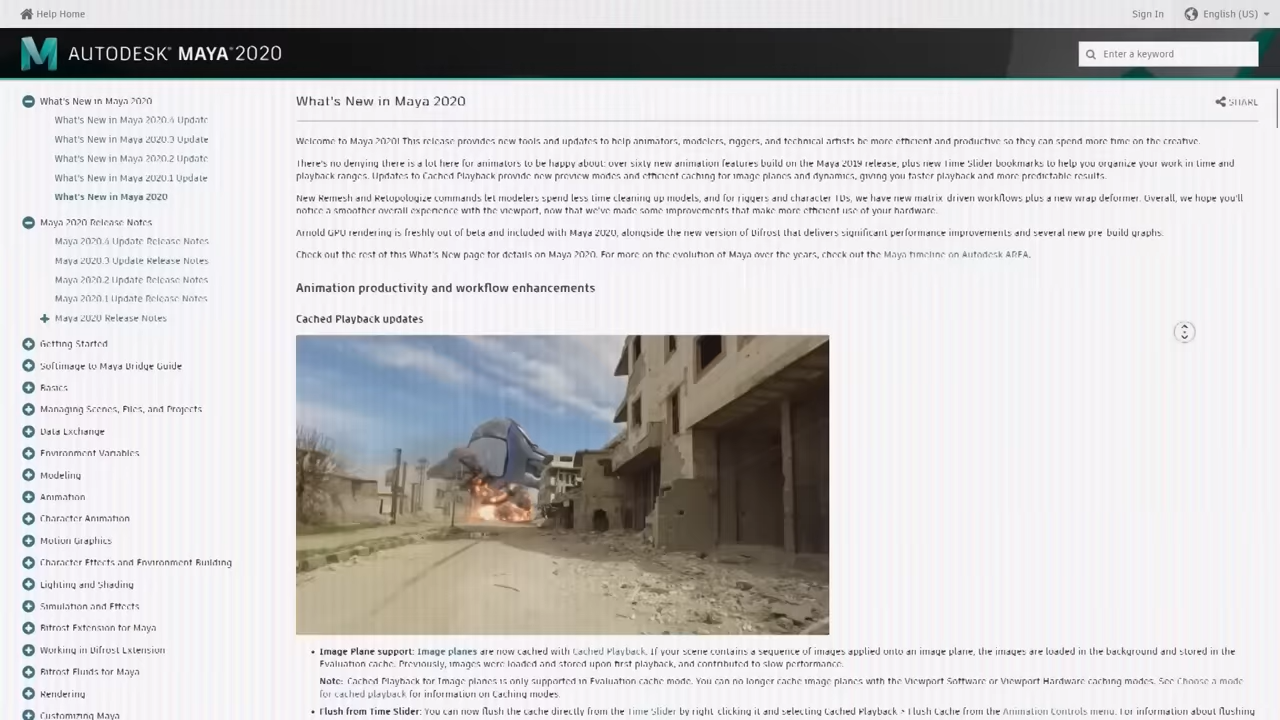 Help Home
Sign In
English (US)
AUTODESK® MAYA® 2020
Enter a keyword
What's New in Maya 2020
What's New in Maya 2020.4 Update
What's New in Maya 2020.3 Update
What's New in Maya 2020.2 Update
What's New in Maya 2020.1 Update
What's New in Maya 2020
Maya 2020 Release Notes
Maya 2020.4 Update Release Notes
Maya 2020.3 Update Release Notes
Maya 2020.2 Update Release Notes
Maya 2020.1 Update Release Notes
Maya 2020 Release Notes
Getting Started
Softimage to Maya Bridge Guide
Basics
Managing Scenes, Files, and Projects
Data Exchange
Environment Variables
Modeling
Animation
Character Animation
Motion Graphics
Character Effects and Environment Building
Lighting and Shading
Simulation and Effects
Bifrost Extension for Maya
Working in Bifrost Extension
Bifrost Fluids for Maya
Rendering
Customizing Maya
What's New in Maya 2020
SHARE
Welcome to Maya 2020! This release provides new tools and updates to help animators, modelers, riggers, and technical artists be more efficient and productive so they can spend more time on the creative.
There's no denying there is a lot here for animators to be happy about: over sixty new animation features build on the Maya 2019 release, plus new Time Slider bookmarks to help you organize your work in time and
playback ranges. Updates to Cached Playback provide new preview modes and efficient caching for image planes and dynamics, giving you faster playback and more predictable results.
New Remesh and Retopologize commands let modelers spend less time cleaning up models, and for riggers and character TDs, we have new matrix-driven workflows plus a new wrap deformer. Overall, we hope you'll
notice a smoother overall experience with the viewport, now that we've made some improvements that make more efficient use of your hardware.
Arnold GPU rendering is freshly out of beta and included with Maya 2020, alongside the new version of Bifrost that delivers significant performance improvements and several new pre-build graphs.
Check out the rest of this What's New page for details on Maya 2020. For more on the evolution of Maya over the years, check out the Maya timeline on Autodesk AREA.
Animation productivity and workflow enhancements
Cached Playback updates
• Image Plane support: Image planes are now cached with Cached Playback. If your scene contains a sequence of images applied onto an image plane, the images are loaded in the background and stored in the
Evaluation cache. Previously, images were loaded and stored upon first playback, and contributed to slow performance.
Note: Cached Playback for Image planes is only supported in Evaluation cache mode. You can no longer cache image planes with the Viewport Software or Viewport Hardware caching modes. See Choose a mode
for cached playback for information on Caching modes.
• Flush from Time Slider: You can now flush the cache directly from the Time Slider by right-clicking it and selecting Cached Playback > Flush Cache from the Animation Controls menu. For information about flushing